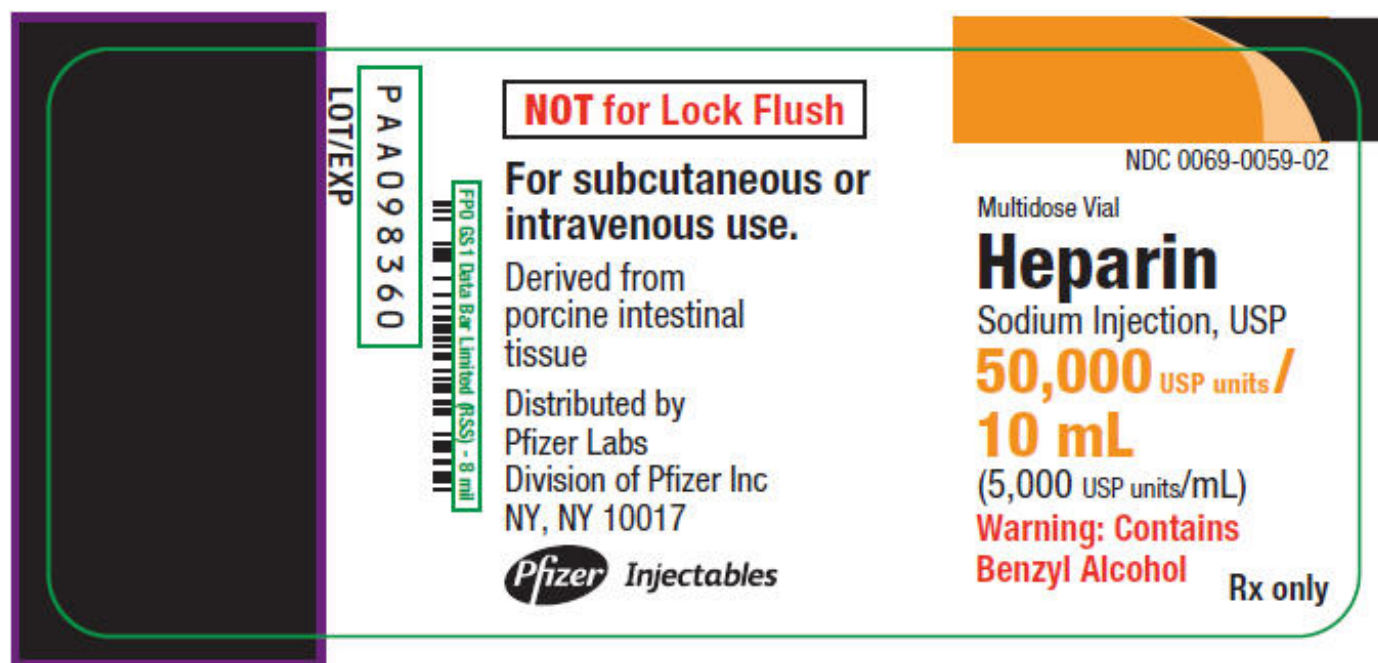 LOT/EXP
PAA098360
FPO GS1 Data Bar Limited (RSS) - 8 mil
NOT for Lock Flush
For subcutaneous or
intravenous use.
Derived from
porcine intestinal
tissue
Distributed by
Pfizer Labs
Division of Pfizer Inc
NY, NY 10017
Pfizer Injectables
NDC 0069-0059-02
Multidose Vial
Heparin
Sodium Injection, USP
50,000 USP units/
10 mL
(5,000 USP units/mL)
Warning: Contains
Benzyl Alcohol
Rx only